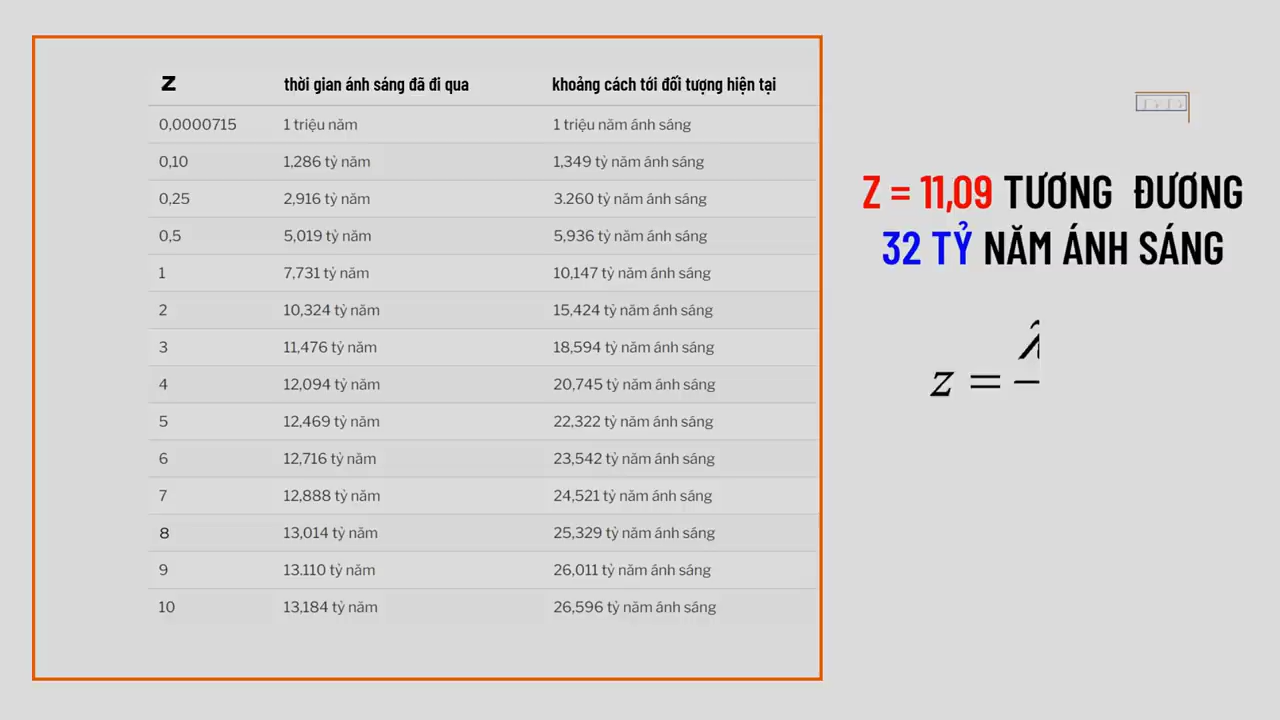 Z thời gian ánh sáng đã đi qua khoảng cách tới đối tượng hiện tại
0,0000715 1 triệu năm 1 triệu năm ánh sáng
0,10 1,286 tỷ năm 1,349 tỷ năm ánh sáng
0,25 2,916 tỷ năm 3.260 tỷ năm ánh sáng
0,5 5,019 tỷ năm 5,936 tỷ năm ánh sáng
1 7,731 tỷ năm 10,147 tỷ năm ánh sáng
2 10,324 tỷ năm 15,424 tỷ năm ánh sáng
3 11,476 tỷ năm 18,594 tỷ năm ánh sáng
4 12,094 tỷ năm 20,745 tỷ năm ánh sáng
5 12,469 tỷ năm 22,322 tỷ năm ánh sáng
6 12,716 tỷ năm 23,542 tỷ năm ánh sáng
7 12,888 tỷ năm 24,521 tỷ năm ánh sáng
8 13,014 tỷ năm 25,329 tỷ năm ánh sáng
9 13.110 tỷ năm 26,011 tỷ năm ánh sáng
10 13,184 tỷ năm 26,596 tỷ năm ánh sáng
Z = 11,09 TƯƠNG ĐƯƠNG
32 TỶ NĂM ÁNH SÁNG
z =